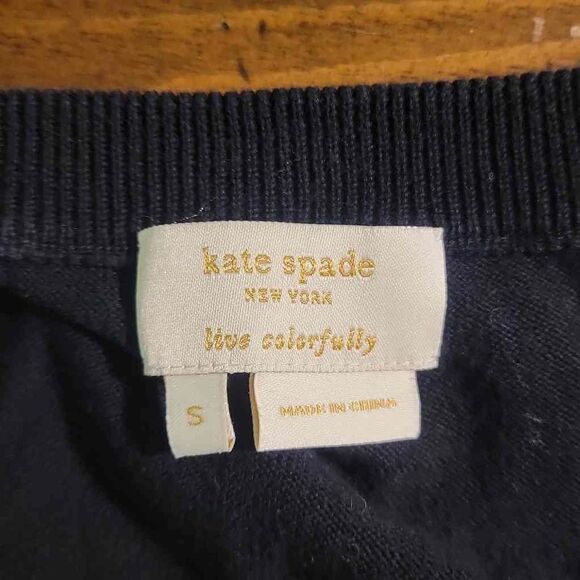 kate spade
NEW YORK
live colorfully
S
MADE IN CHINA